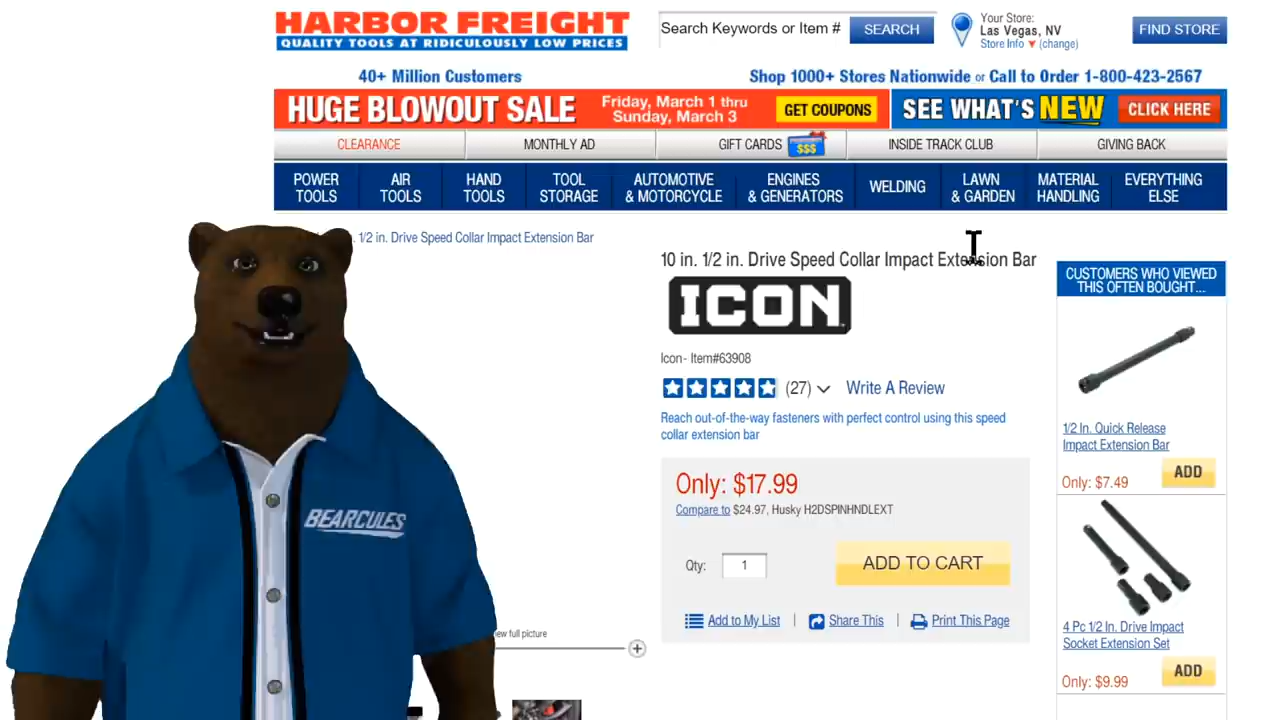 HARBOR FREIGHT
QUALITY TOOLS AT RIDICULOUSLY LOW PRICES
Search Keywords or Item #
SEARCH
Your Store:
Las Vegas, NV
Store Info ▼ (change)
FIND STORE
40+ Million Customers
Shop 1000+ Stores Nationwide or Call to Order 1-800-423-2567
HUGE BLOWOUT SALE
Friday, March 1 thru
Sunday, March 3
GET COUPONS
SEE WHAT'S NEW
CLICK HERE
CLEARANCE
MONTHLY AD
GIFT CARDS
$$$
INSIDE TRACK CLUB
GIVING BACK
POWER
TOOLS
AIR
TOOLS
HAND
TOOLS
TOOL
STORAGE
AUTOMOTIVE
& MOTORCYCLE
ENGINES
& GENERATORS
WELDING
LAWN
& GARDEN
MATERIAL
HANDLING
EVERYTHING
ELSE
1/2 in. Drive Speed Collar Impact Extension Bar
10 in. 1/2 in. Drive Speed Collar Impact Extension Bar
ICON
Icon - Item#63908
(27)
Write A Review
Reach out-of-the-way fasteners with perfect control using this speed
collar extension bar
Only: $17.99
Compare to $24.97, Husky H2DSPINHNDLEXT
Qty:
1
ADD TO CART
Add to My List
Share This
Print This Page
CUSTOMERS WHO VIEWED
THIS OFTEN BOUGHT...
1/2 In. Quick Release
Impact Extension Bar
Only: $7.49
ADD
4 Pc 1/2 In. Drive Impact
Socket Extension Set
Only: $9.99
ADD
BEARCULES
full picture